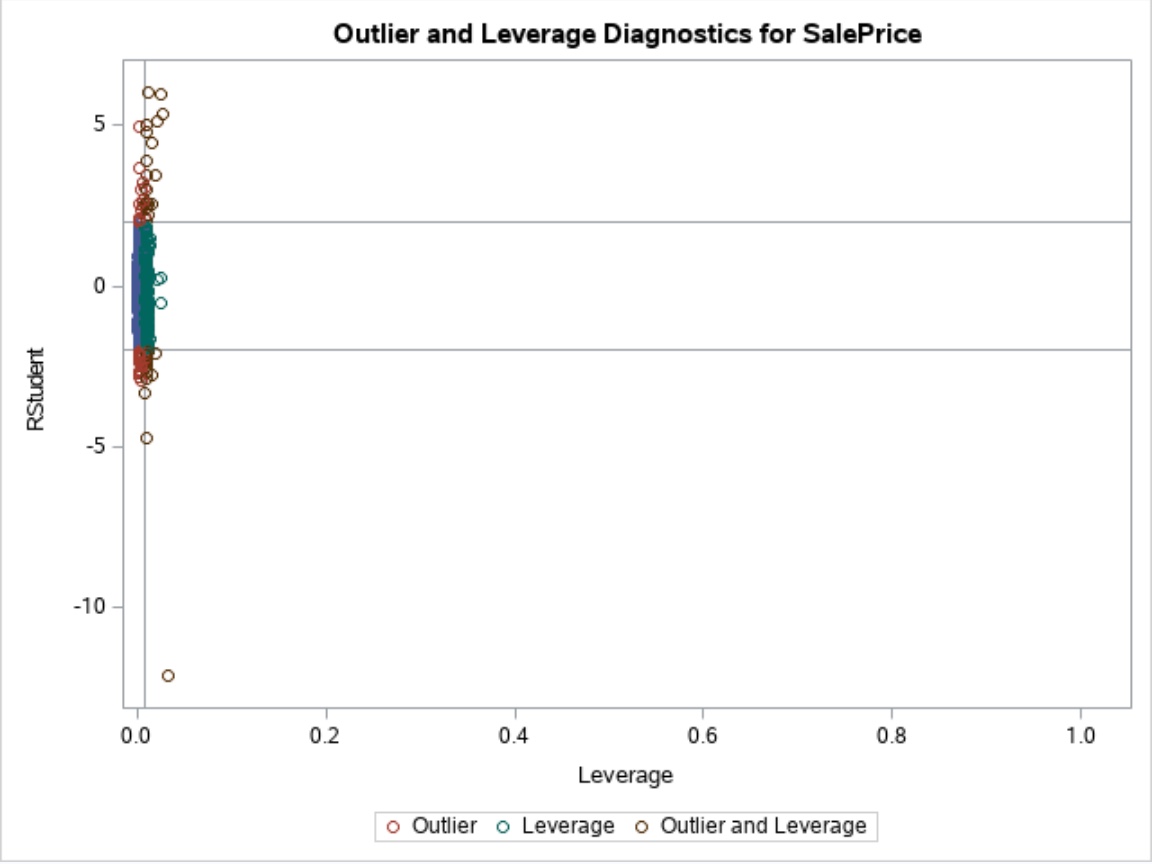 Outlier and Leverage Diagnostics for SalePrice
5
0
-5
-10
RStudent
0.0 0.2 0.4 0.6 0.8 1.0
Leverage
Outlier Leverage Outlier and Leverage